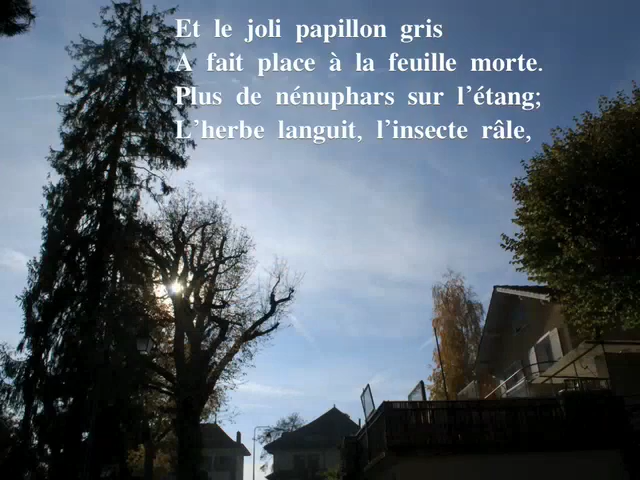 Et le joli papillon gris
A fait place à la feuille morte.
Plus de nénuphars sur l'étang;
L'herbe languit, l'insecte râle,